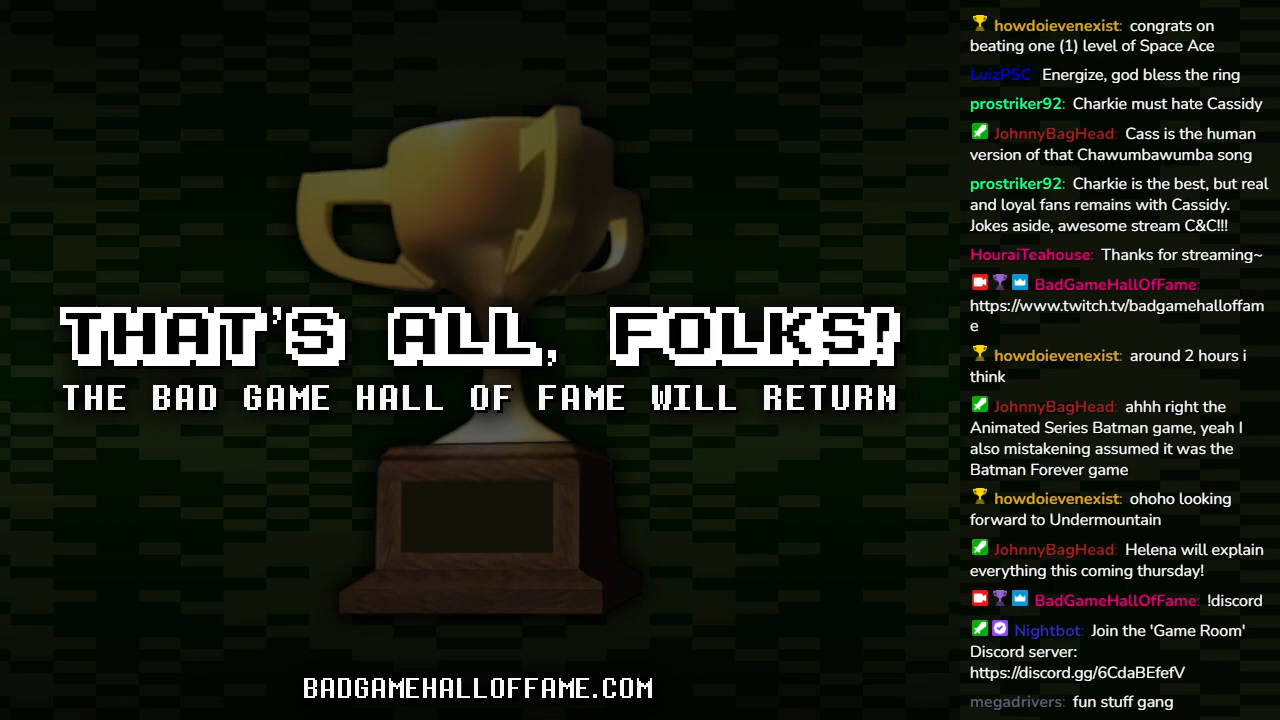 THAT'S ALL, FOLKS!
THE BAD GAME HALL OF FAME WILL RETURN
BADGAMEHALLOFFAME.COM
howdoievenexist: congrats on
beating one (1) level of Space Ace
LuizPSC: Energize, god bless the ring
prostriker92: Charkie must hate Cassidy
JohnnyBagHead: Cass is the human
version of that Chawumbawumba song
prostriker92: Charkie is the best, but real
and loyal fans remains with Cassidy.
Jokes aside, awesome stream C&C!!!
HouraiTeahouse: Thanks for streaming~
BadGameHallOfFame:
https://www.twitch.tv/badgamehalloffam
e
howdoievenexist: around 2 hours i
think
JohnnyBagHead: ahhh right the
Animated Series Batman game, yeah I
also mistakening assumed it was the
Batman Forever game
howdoievenexist: ohoho looking
forward to Undermountain
JohnnyBagHead: Helena will explain
everything this coming thursday!
BadGameHallOfFame: !discord
Nightbot: Join the 'Game Room'
Discord server:
https://discord.gg/6CdaBEfefV
megadrivers: fun stuff gang